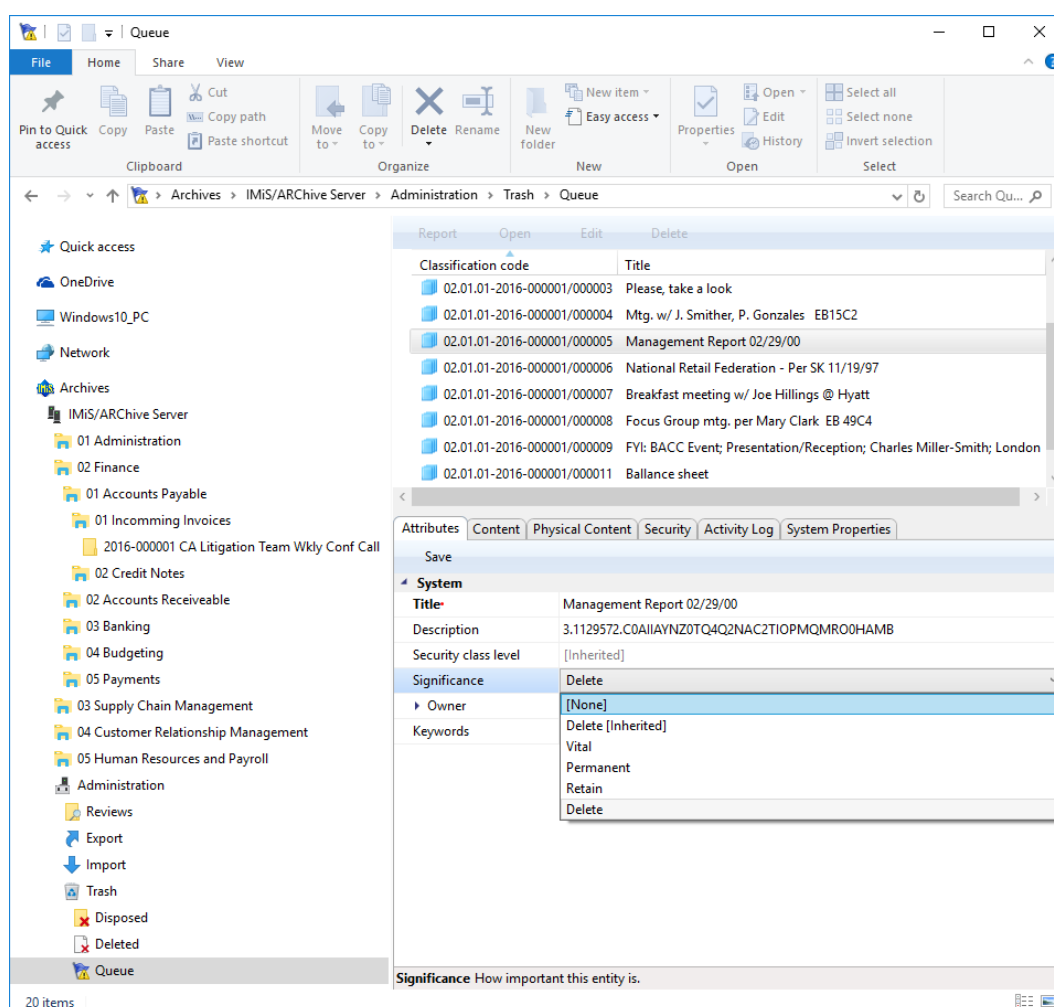 Queue
File Home Share View
Pin to Quick access
Copy
Paste
Cut
Copy path
Paste shortcut
Move to
Copy to
Delete
Rename
New folder
New item
Easy access
Properties
Open
Edit
History
Select all
Select none
Invert selection
Clipboard Organize New Open Select
Archives > IMiS/ARChive Server > Administration > Trash > Queue
Search Qu...
Quick access
OneDrive
Windows10_PC
Network
Archives
IMiS/ARChive Server
01 Administration
02 Finance
01 Accounts Payable
01 Incomming Invoices
2016-000001 CA Litigation Team Wkly Conf Call
02 Credit Notes
02 Accounts Receiveable
03 Banking
04 Budgeting
05 Payments
03 Supply Chain Management
04 Customer Relationship Management
05 Human Resources and Payroll
Administration
Reviews
Export
Import
Trash
Disposed
Deleted
Queue
Report Open Edit Delete
Classification code Title
02.01.01-2016-000001/000003 Please, take a look
02.01.01-2016-000001/000004 Mtg. w/ J. Smither, P. Gonzales EB15C2
02.01.01-2016-000001/000005 Management Report 02/29/00
02.01.01-2016-000001/000006 National Retail Federation - Per SK 11/19/97
02.01.01-2016-000001/000007 Breakfast meeting w/ Joe Hillings @ Hyatt
02.01.01-2016-000001/000008 Focus Group mtg. per Mary Clark EB 49C4
02.01.01-2016-000001/000009 FYI: BACC Event; Presentation/Reception; Charles Miller-Smith; London
02.01.01-2016-000001/000011 Ballance sheet
Attributes Content Physical Content Security Activity Log System Properties
Save
System
Title• Management Report 02/29/00
Description 3.1129572.C0AIIAYNZ0TQ4Q2NAC2TIOPMQMRO0HAMB
Security class level [Inherited]
Significance Delete
Owner
Keywords
[None]
Delete [Inherited]
Vital
Permanent
Retain
Delete
Significance How important this entity is.
20 items